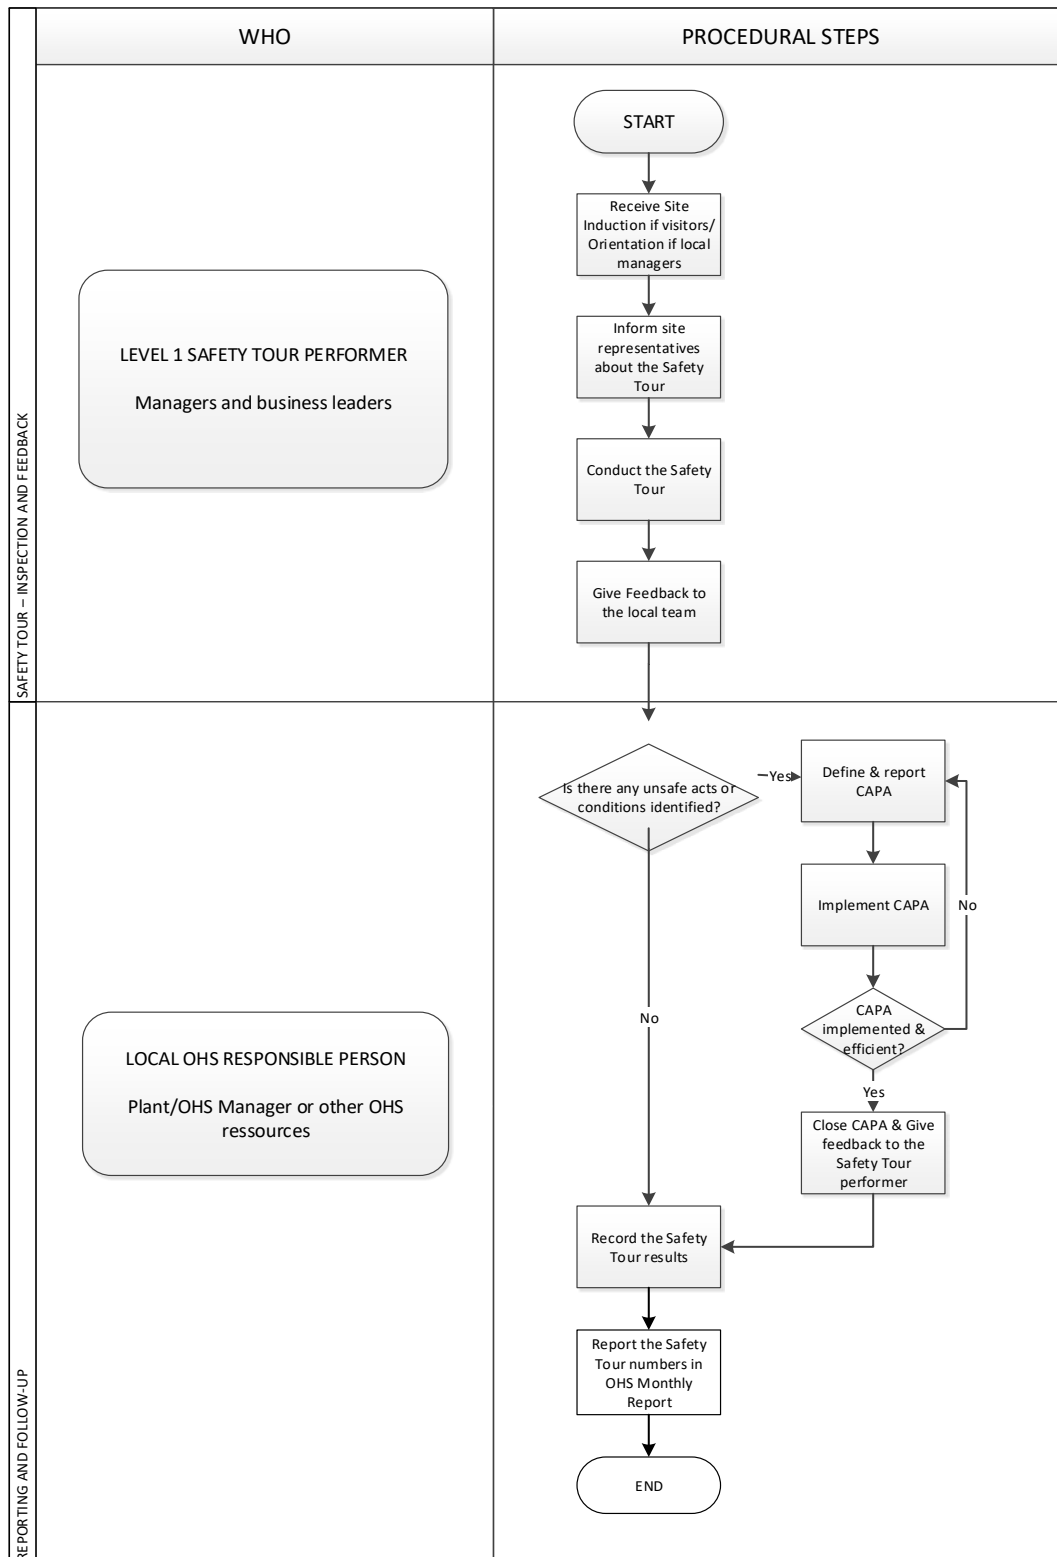 WHO
PROCEDURAL STEPS
SAFETY TOUR – INSPECTION AND FEEDBACK
LEVEL 1 SAFETY TOUR PERFORMER
Managers and business leaders
START
Receive Site
Induction if visitors/
Orientation if local
managers
Inform site
representatives
about the Safety
Tour
Conduct the Safety
Tour
Give Feedback to
the local team
REPORTING AND FOLLOW-UP
LOCAL OHS RESPONSIBLE PERSON
Plant/OHS Manager or other OHS
ressources
Is there any unsafe acts or
conditions identified?
Yes
Define & report
CAPA
Implement CAPA
No
CAPA
implemented &
efficient?
Yes
Close CAPA & Give
feedback to the
Safety Tour
performer
No
Record the Safety
Tour results
Report the Safety
Tour numbers in
OHS Monthly
Report
END